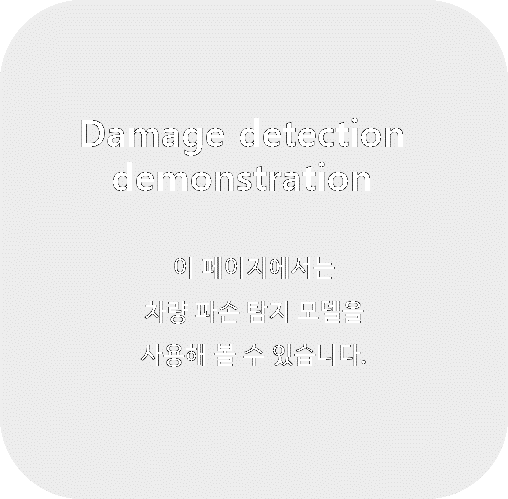 Damage detection
demonstration
이 페이지에서는
차량 파손 탐지 모델을
사용해 볼 수 있습니다.